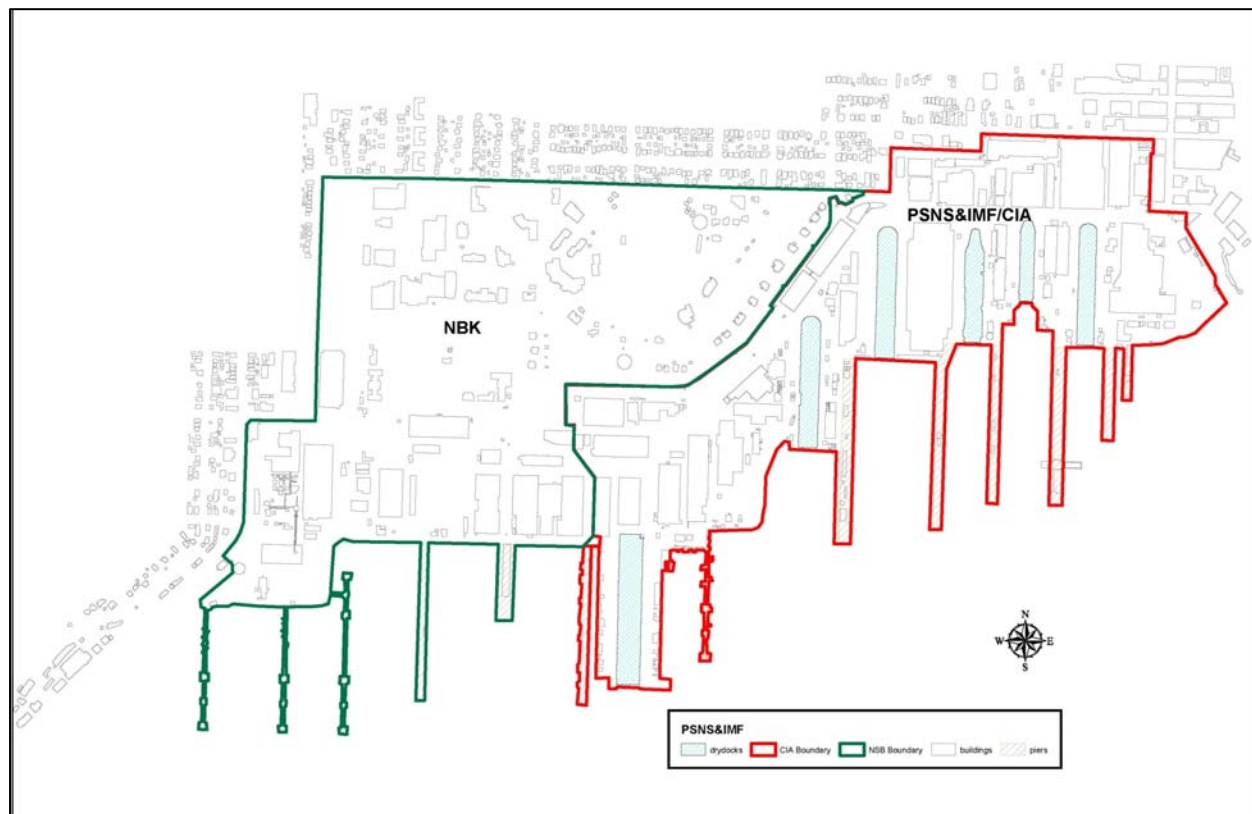 PSNS&IMF/CIA
NBK
N
W E
S
PSNS&IMF
drydocks CIA Boundary NSB Boundary buildings piers